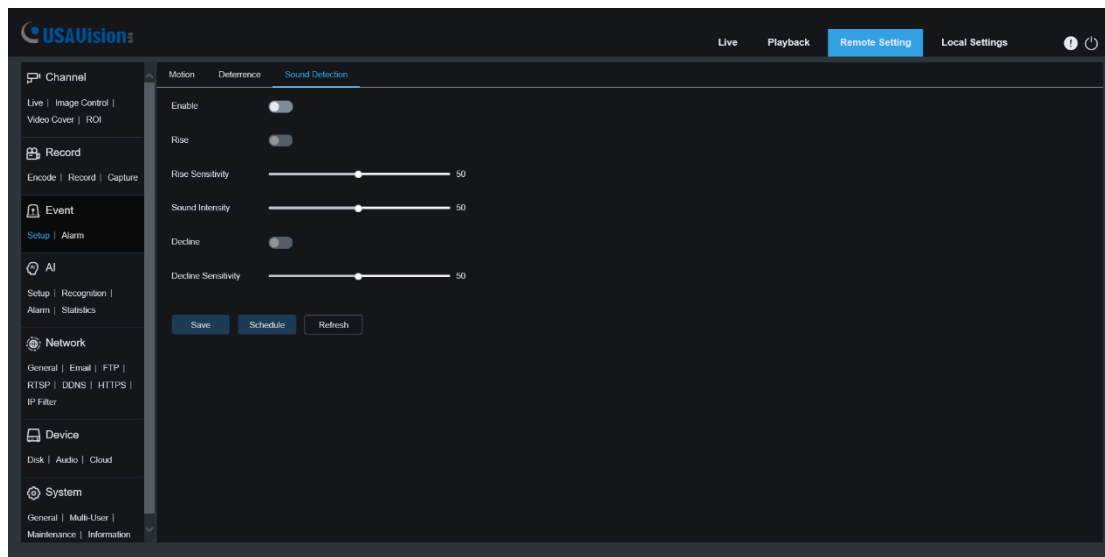 USAVision
Live Playback Remote Setting Local Settings
Channel
Live | Image Control |
Video Cover | ROI
Record
Encode | Record | Capture
Event
Setup | Alarm
AI
Setup | Recognition |
Alarm | Statistics
Network
General | Email | FTP |
RTSP | DDNS | HTTPS |
IP Filter
Device
Disk | Audio | Cloud
System
General | Multi-User |
Maintenance | Information
Motion Deterrence Sound Detection
Enable
Rise
Rise Sensitivity 50
Sound Intensity 50
Decline
Decline Sensitivity 50
Save Schedule Refresh